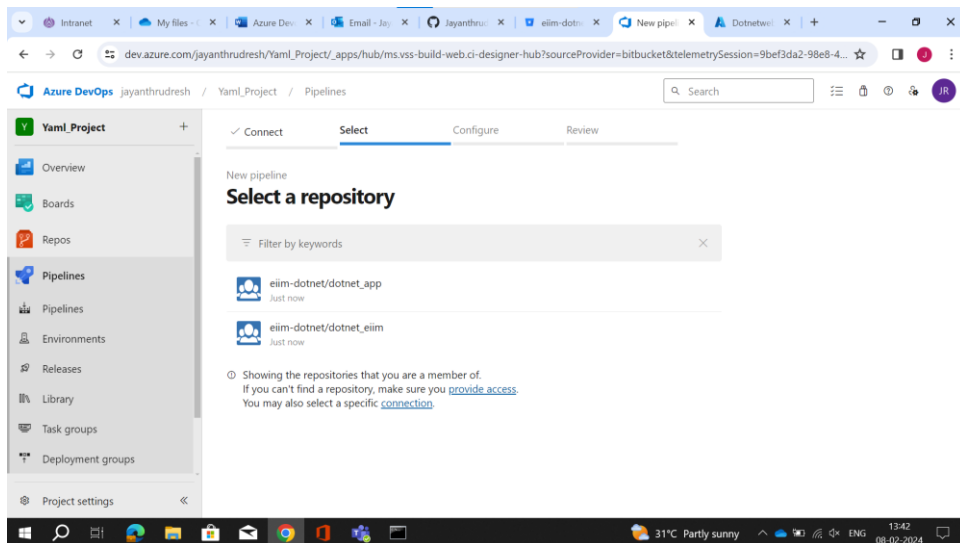 Intranet
My files - 
Azure Dev
Email - Jay
Jayanthrud
eiim-dotn
New pipel
Dotnetwel
dev.azure.com/jayanthrudresh/Yaml_Project/_apps/hub/ms.vss-build-web.ci-designer-hub?sourceProvider=bitbucket&telemetrySession=9bef3da2-98e8-4...
J
Azure DevOps jayanthrudresh / Yaml_Project / Pipelines
Search
JR
Y Yaml_Project +
Connect Select Configure Review
Overview
New pipeline
Select a repository
Boards
Repos
Filter by keywords
Pipelines
eiim-dotnet/dotnet_app
Just now
Pipelines
eiim-dotnet/dotnet_eiim
Just now
Environments
Releases
Showing the repositories that you are a member of.
If you can't find a repository, make sure you provide access.
You may also select a specific connection.
Library
Task groups
Deployment groups
Project settings
31°C Partly sunny
ENG
13:42
08-02-2024